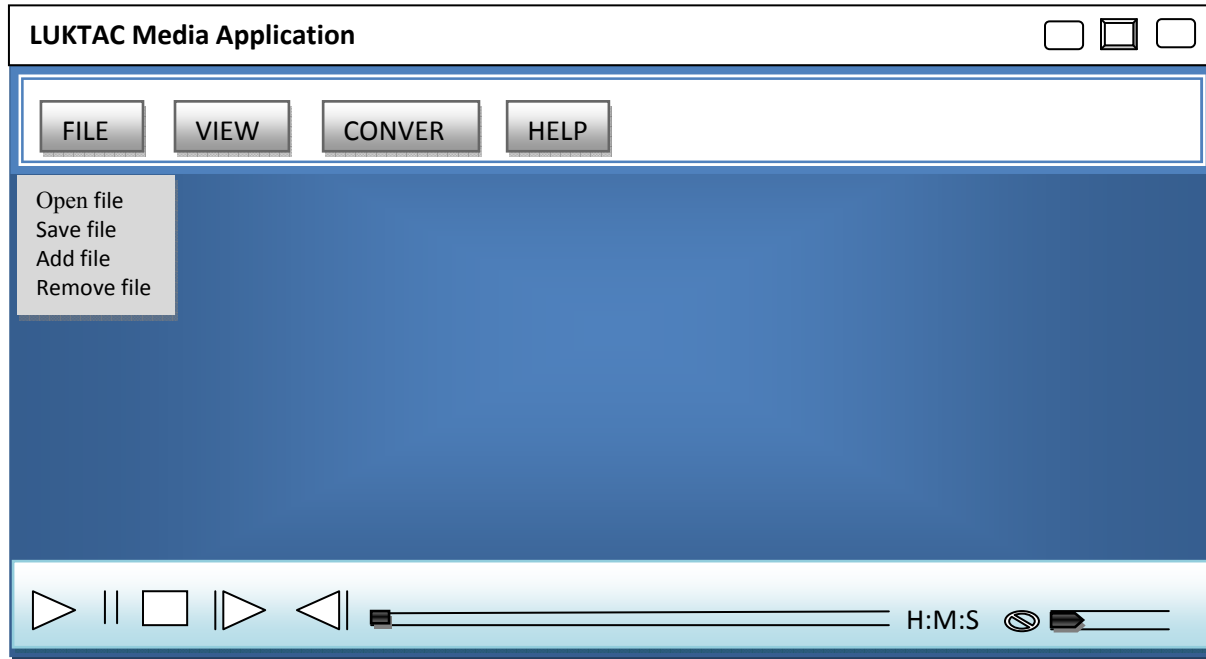 LUKTAC Media Application
FILE VIEW CONVER HELP
Open file
Save file
Add file
Remove file
H:M:S